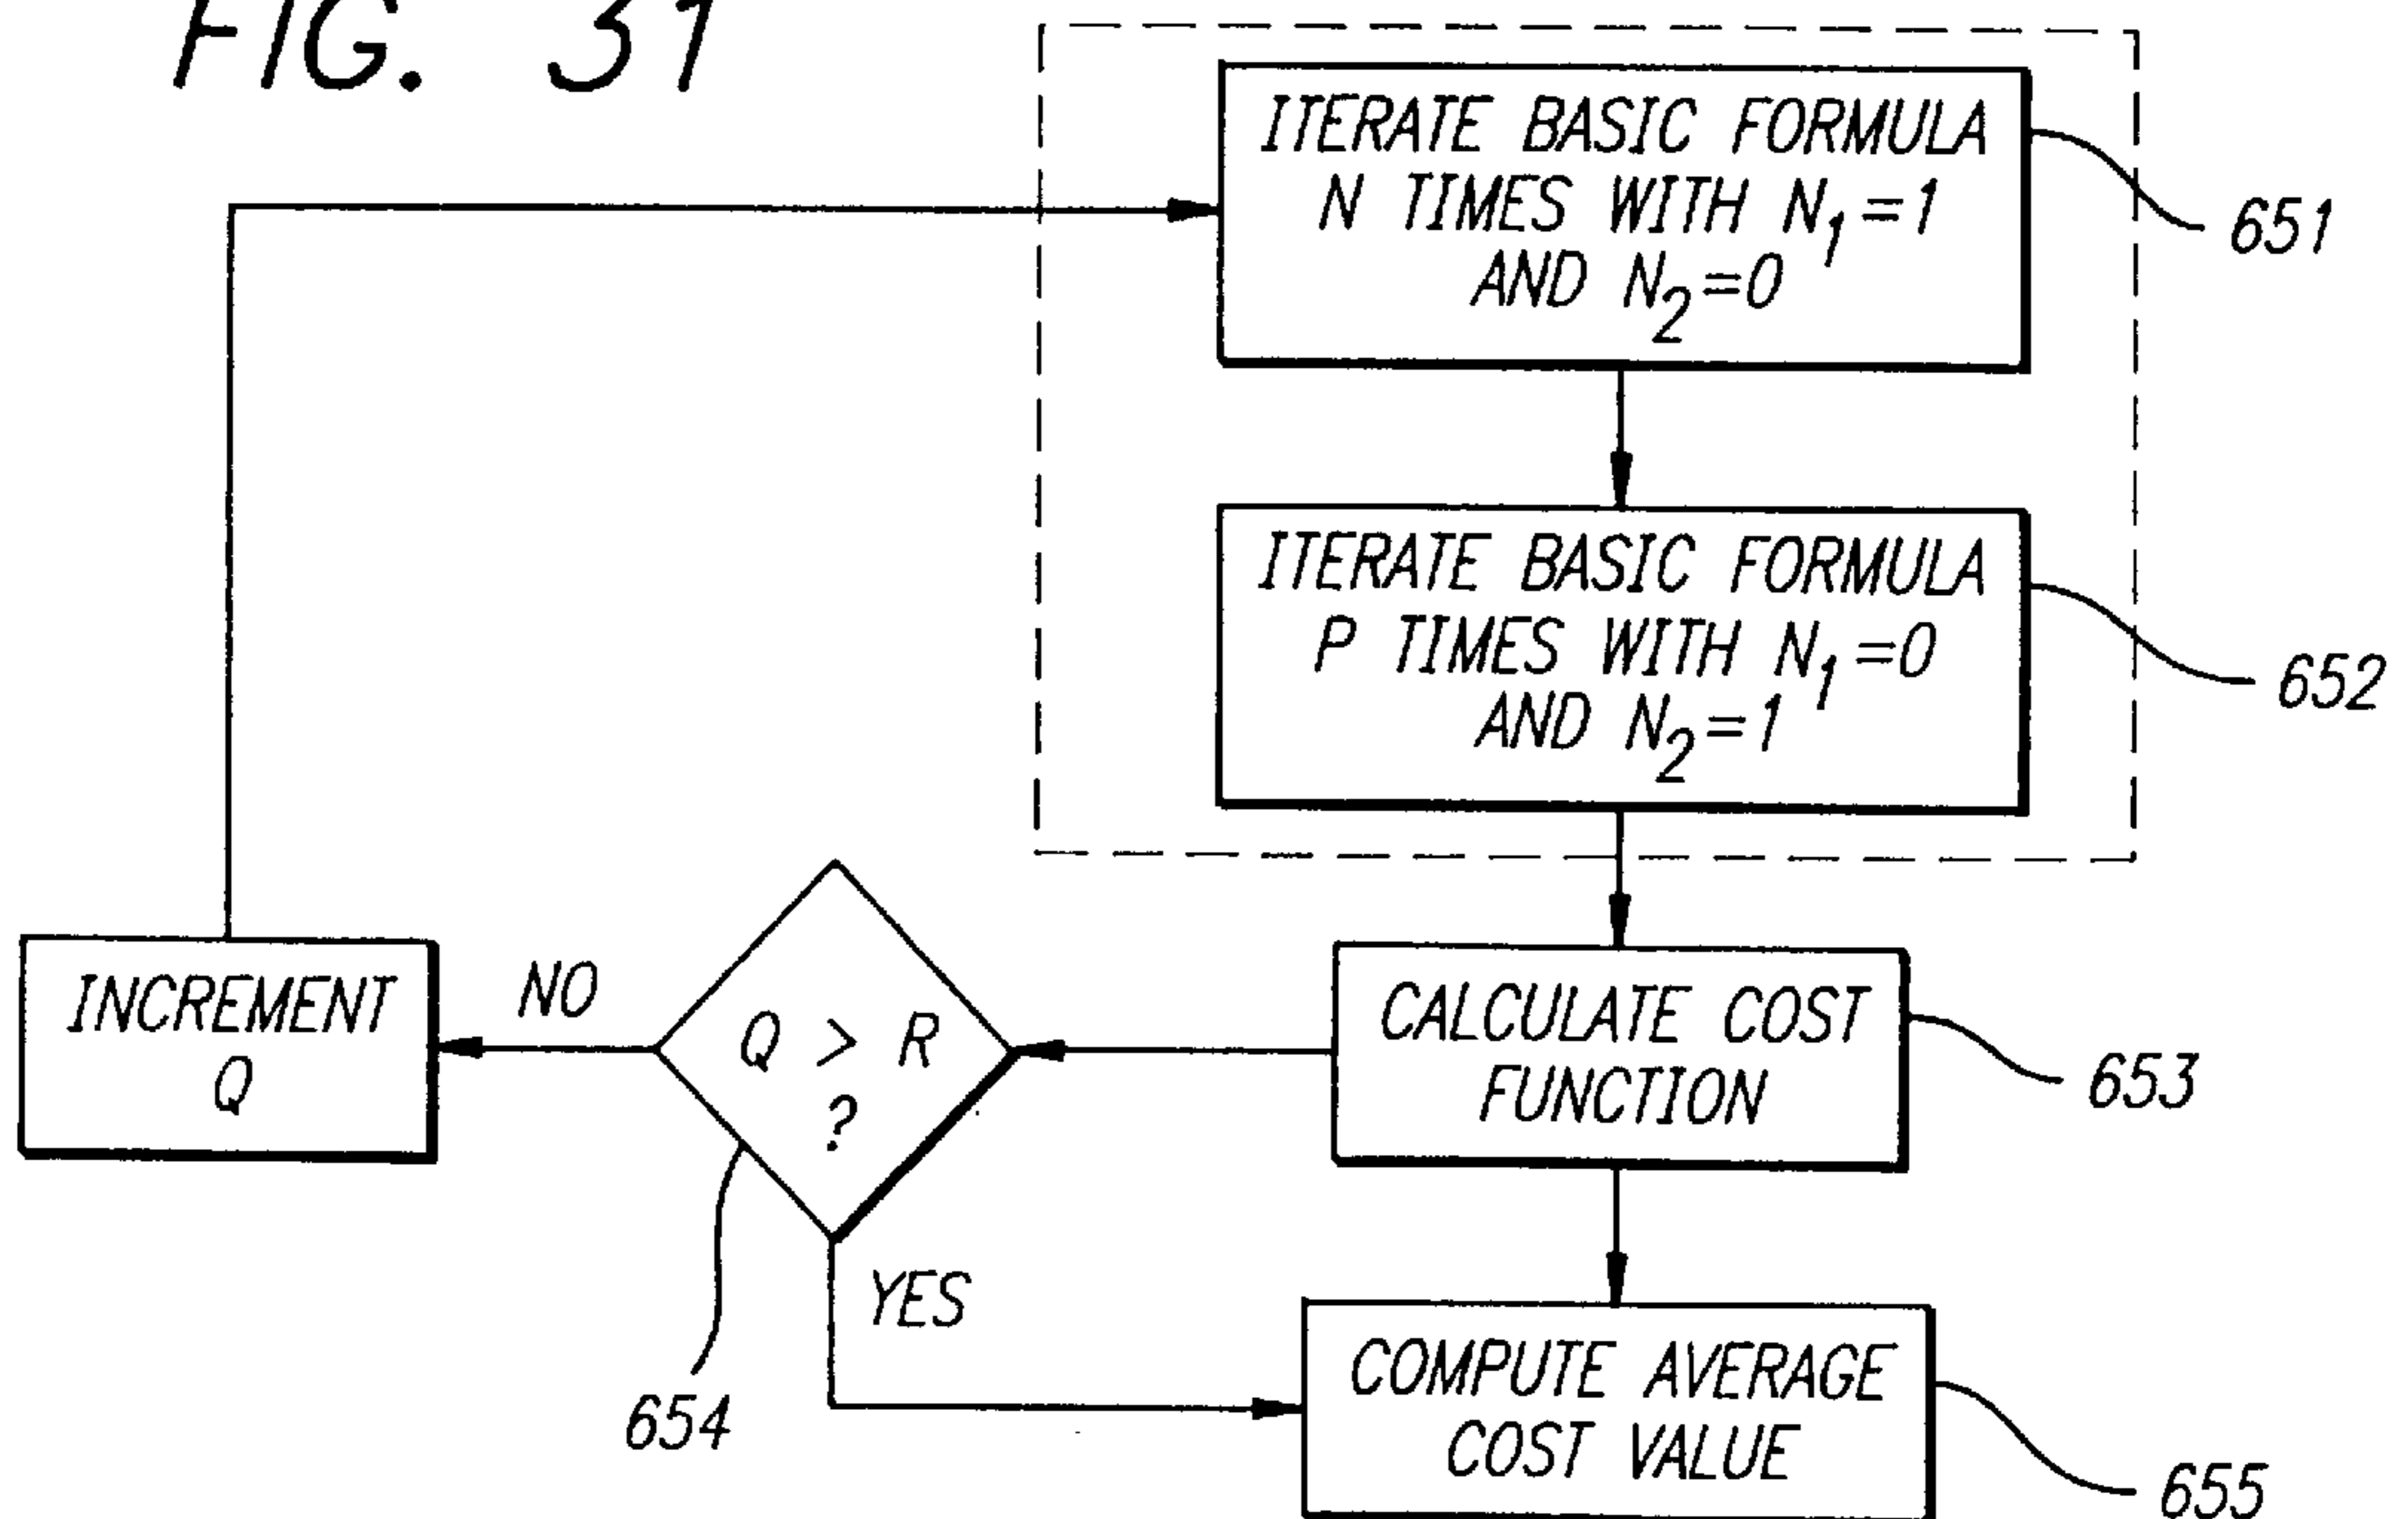 FIG. 31
ITERATE BASIC FORMULA
N TIMES WITH N₁=1
AND N₂=0
651
ITERATE BASIC FORMULA
P TIMES WITH N₁=0
AND N₂=1
652
CALCULATE COST
FUNCTION
653
Q > R
?
654
NO
INCREMENT
Q
YES
COMPUTE AVERAGE
COST VALUE
655